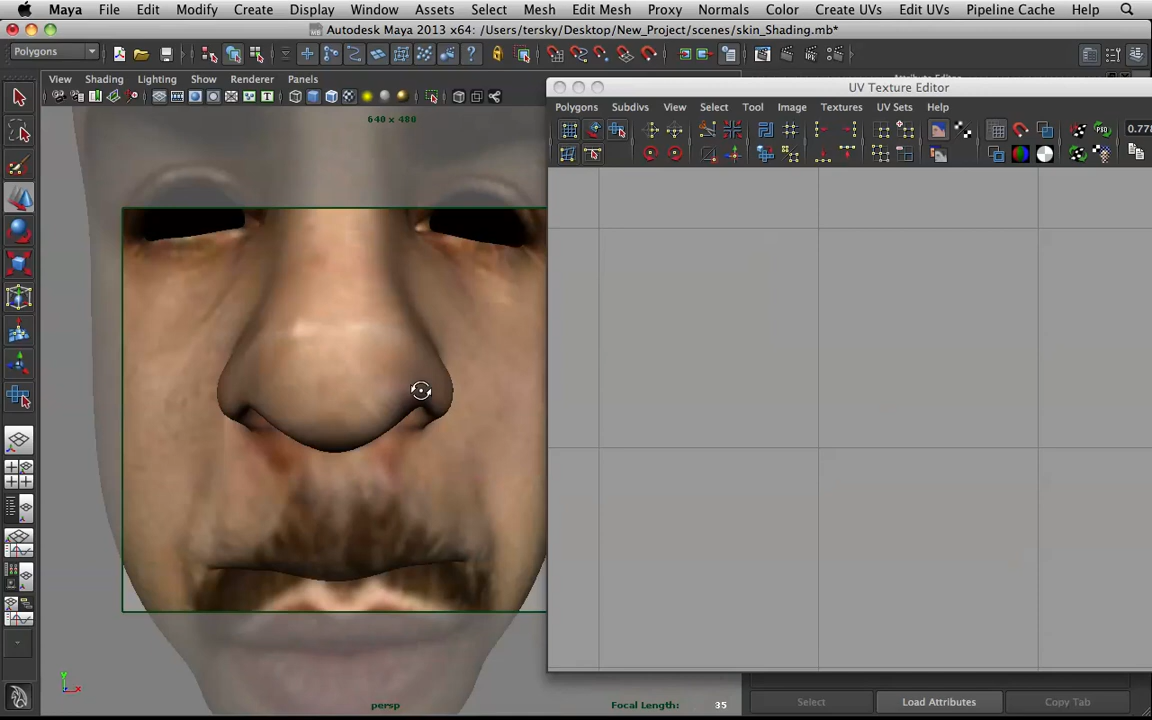 Maya File Edit Modify Create Display Window Assets Select Mesh Edit Mesh Proxy Normals Color Create UVs Edit UVs Pipeline Cache Help
Autodesk Maya 2013 x64: /Users/tersky/Desktop/New_Project/scenes/skin_Shading.mb*
Polygons
View Shading Lighting Show Renderer Panels
UV Texture Editor
Polygons Subdivs View Select Tool Image Textures UV Sets Help
640 x 480
persp
Focal Length: 35
Select Load Attributes Copy Tab